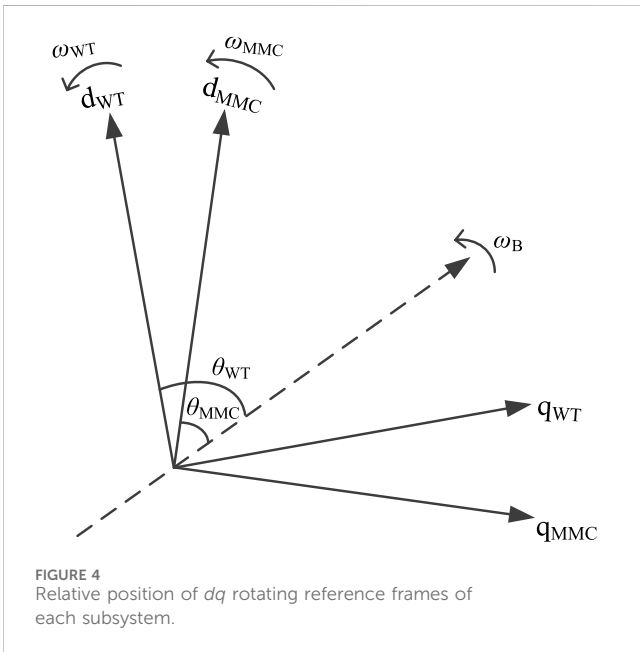 ωWT
ωMMC
dWT
dMMC
ωB
θWT
θMMC
qWT
qMMC
FIGURE 4
Relative position of dq rotating reference frames of
each subsystem.